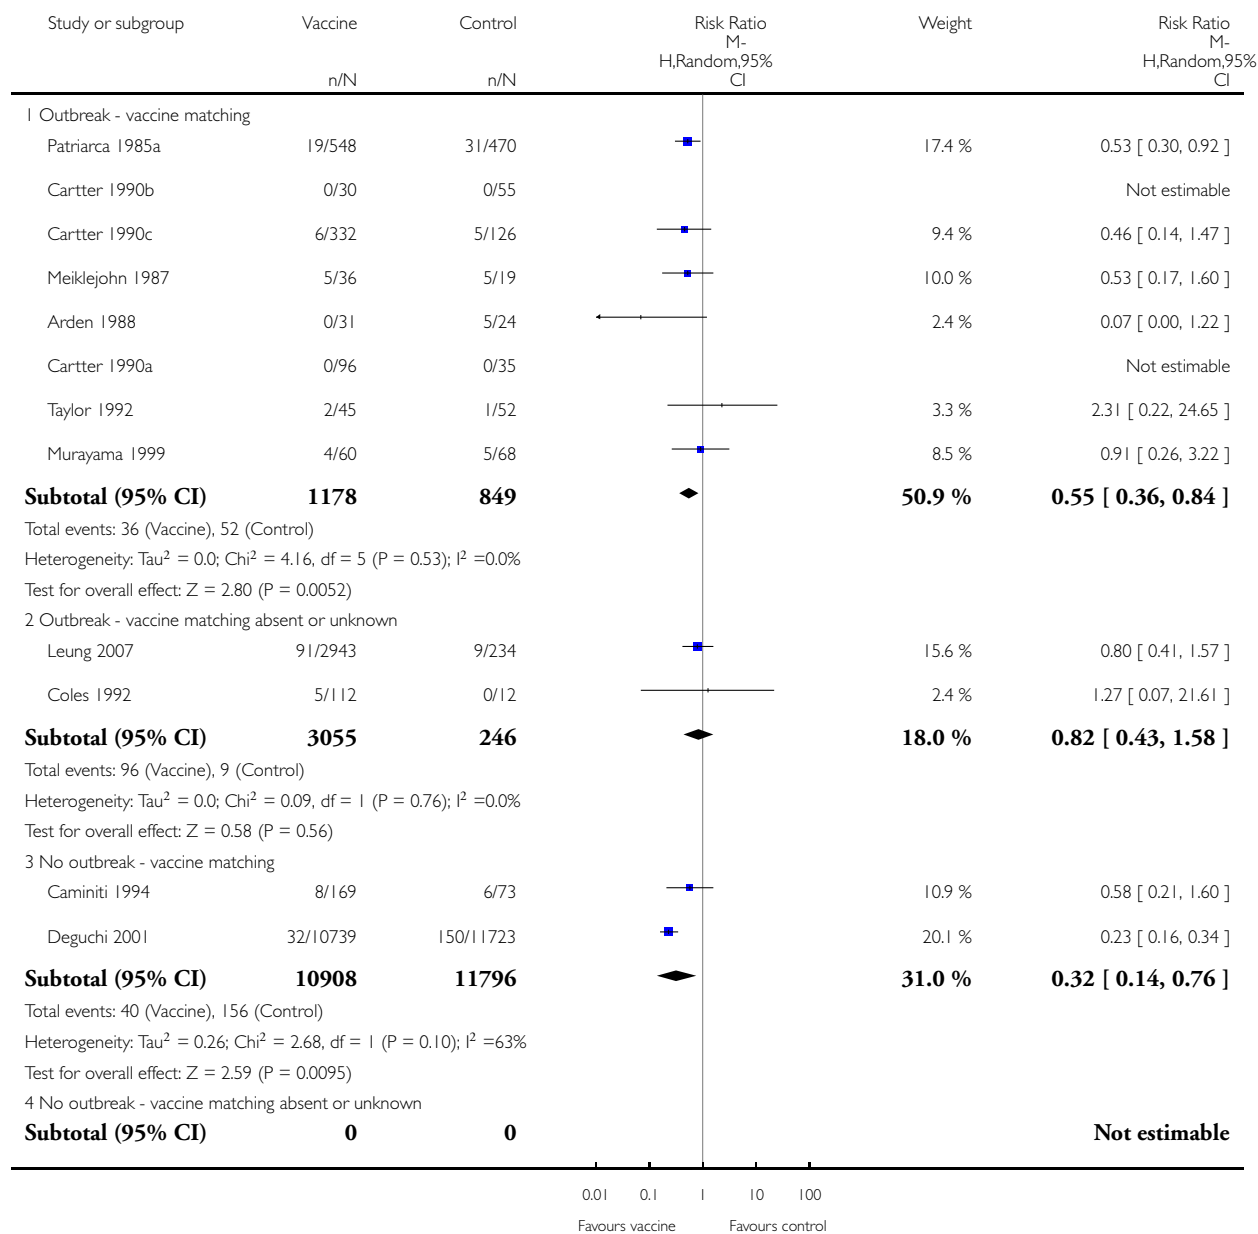 Study or subgroup Vaccine Control Risk Ratio Weight Risk Ratio
M- M-
H,Random,95% H,Random,95%
n/N n/N CI CI
1 Outbreak - vaccine matching
Patriarca 1985a 19/548 31/470 17.4 % 0.53 [ 0.30, 0.92 ]
Cartter 1990b 0/30 0/55 Not estimable
Cartter 1990c 6/332 5/126 9.4 % 0.46 [ 0.14, 1.47 ]
Meiklejohn 1987 5/36 5/19 10.0 % 0.53 [ 0.17, 1.60 ]
Arden 1988 0/31 5/24 2.4 % 0.07 [ 0.00, 1.22 ]
Cartter 1990a 0/96 0/35 Not estimable
Taylor 1992 2/45 1/52 3.3 % 2.31 [ 0.22, 24.65 ]
Murayama 1999 4/60 5/68 8.5 % 0.91 [ 0.26, 3.22 ]
Subtotal (95% CI) 1178 849 50.9 % 0.55 [ 0.36, 0.84 ]
Total events: 36 (Vaccine), 52 (Control)
Heterogeneity: Tau² = 0.0; Chi² = 4.16, df = 5 (P = 0.53); I² =0.0%
Test for overall effect: Z = 2.80 (P = 0.0052)
2 Outbreak - vaccine matching absent or unknown
Leung 2007 91/2943 9/234 15.6 % 0.80 [ 0.41, 1.57 ]
Coles 1992 5/112 0/12 2.4 % 1.27 [ 0.07, 21.61 ]
Subtotal (95% CI) 3055 246 18.0 % 0.82 [ 0.43, 1.58 ]
Total events: 96 (Vaccine), 9 (Control)
Heterogeneity: Tau² = 0.0; Chi² = 0.09, df = 1 (P = 0.76); I² =0.0%
Test for overall effect: Z = 0.58 (P = 0.56)
3 No outbreak - vaccine matching
Caminiti 1994 8/169 6/73 10.9 % 0.58 [ 0.21, 1.60 ]
Deguchi 2001 32/10739 150/11723 20.1 % 0.23 [ 0.16, 0.34 ]
Subtotal (95% CI) 10908 11796 31.0 % 0.32 [ 0.14, 0.76 ]
Total events: 40 (Vaccine), 156 (Control)
Heterogeneity: Tau² = 0.26; Chi² = 2.68, df = 1 (P = 0.10); I² =63%
Test for overall effect: Z = 2.59 (P = 0.0095)
4 No outbreak - vaccine matching absent or unknown
Subtotal (95% CI) 0 0 Not estimable
0.01 0.1 1 10 100
Favours vaccine Favours control